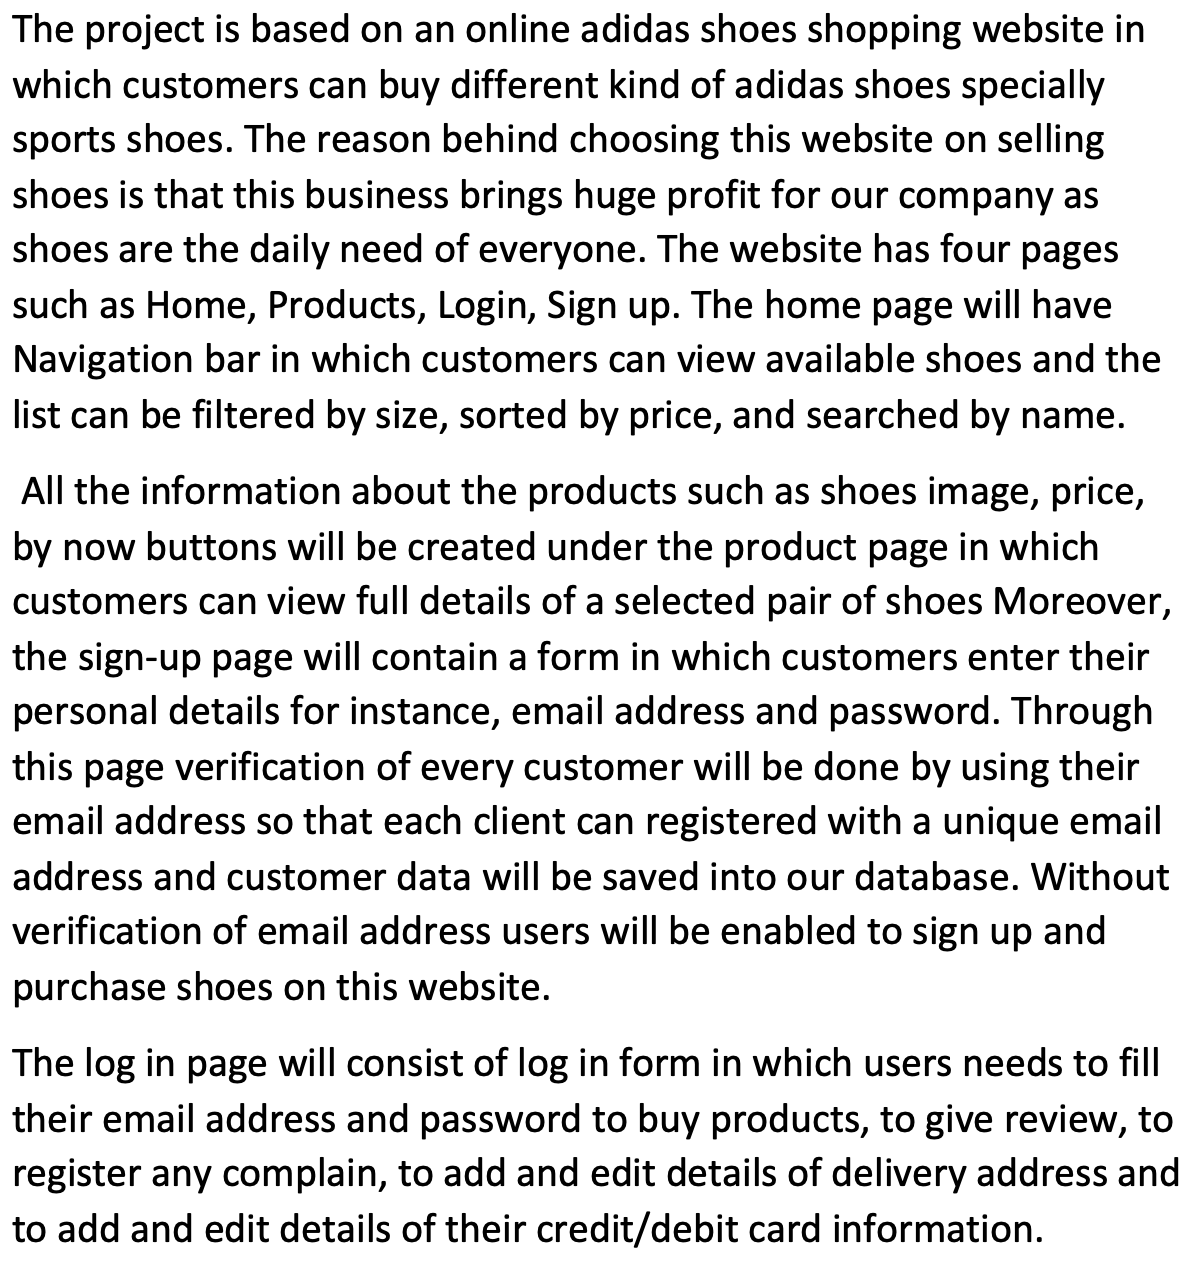 The project is based on an online adidas shoes shopping website in
which customers can buy different kind of adidas shoes specially
sports shoes. The reason behind choosing this website on selling
shoes is that this business brings huge profit for our company as
shoes are the daily need of everyone. The website has four pages
such as Home, Products, Login, Sign up. The home page will have
Navigation bar in which customers can view available shoes and the
list can be filtered by size, sorted by price, and searched by name.
All the information about the products such as shoes image, price,
by now buttons will be created under the product page in which
customers can view full details of a selected pair of shoes Moreover,
the sign-up page will contain a form in which customers enter their
personal details for instance, email address and password. Through
this page verification of every customer will be done by using their
email address so that each client can registered with a unique email
address and customer data will be saved into our database. Without
verification of email address users will be enabled to sign up and
purchase shoes on this website.
The log in page will consist of log in form in which users needs to fill
their email address and password to buy products, to give review, to
register any complain, to add and edit details of delivery address and
to add and edit details of their credit/debit card information.